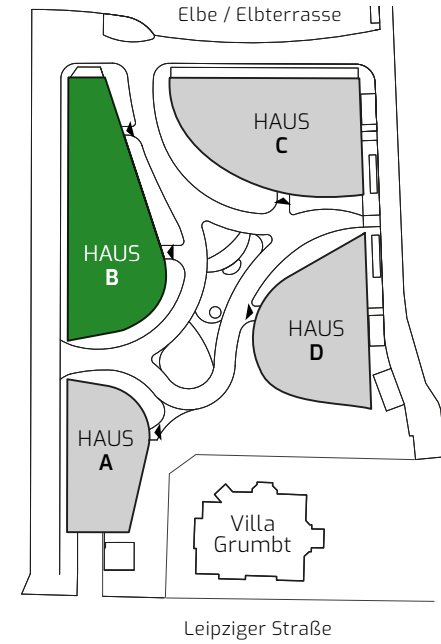 Elbe / Elbterrasse
HAUS
C
HAUS
B
HAUS
D
HAUS
A
Villa
Grumbt
Leipziger Straße